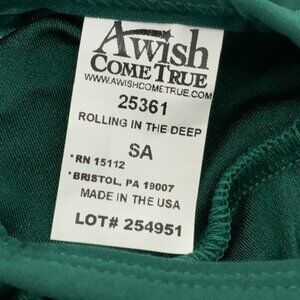 A wish
COME TRUE
WWW.AWISHCOMETRUE.COM
25361
ROLLING IN THE DEEP
SA
*RN 15112
*BRISTOL, PA 19007
MADE IN THE USA
LOT# 254951